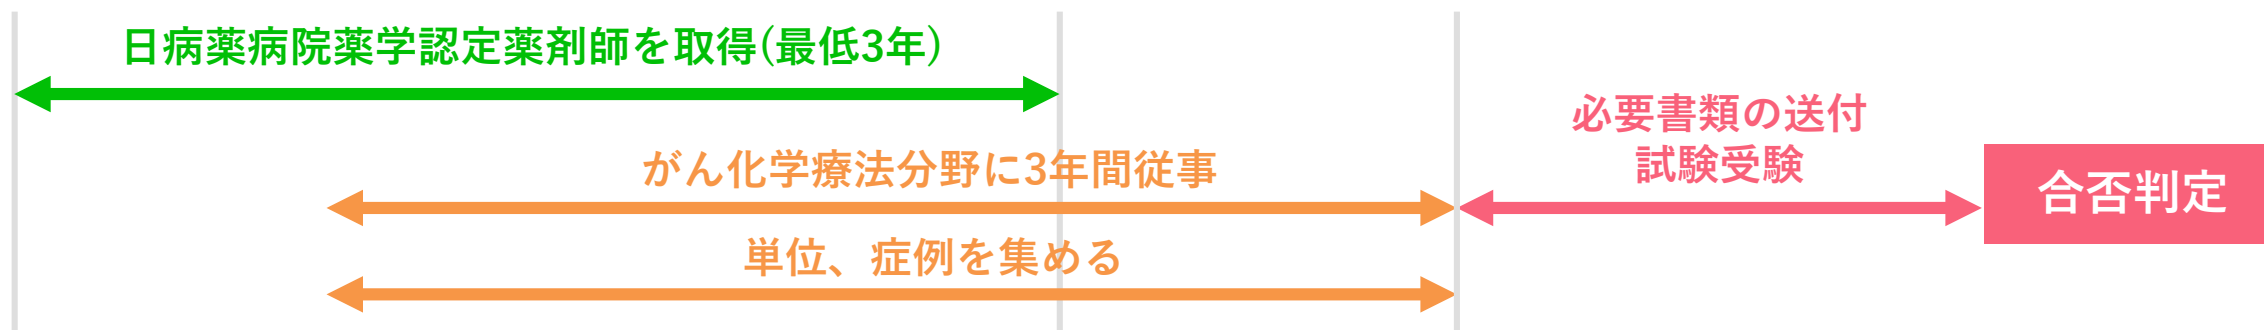 日病薬病院薬学認定薬剤師を取得(最低3年)
がん化学療法分野に3年間従事
単位、症例を集める
必要書類の送付
試験受験
合否判定